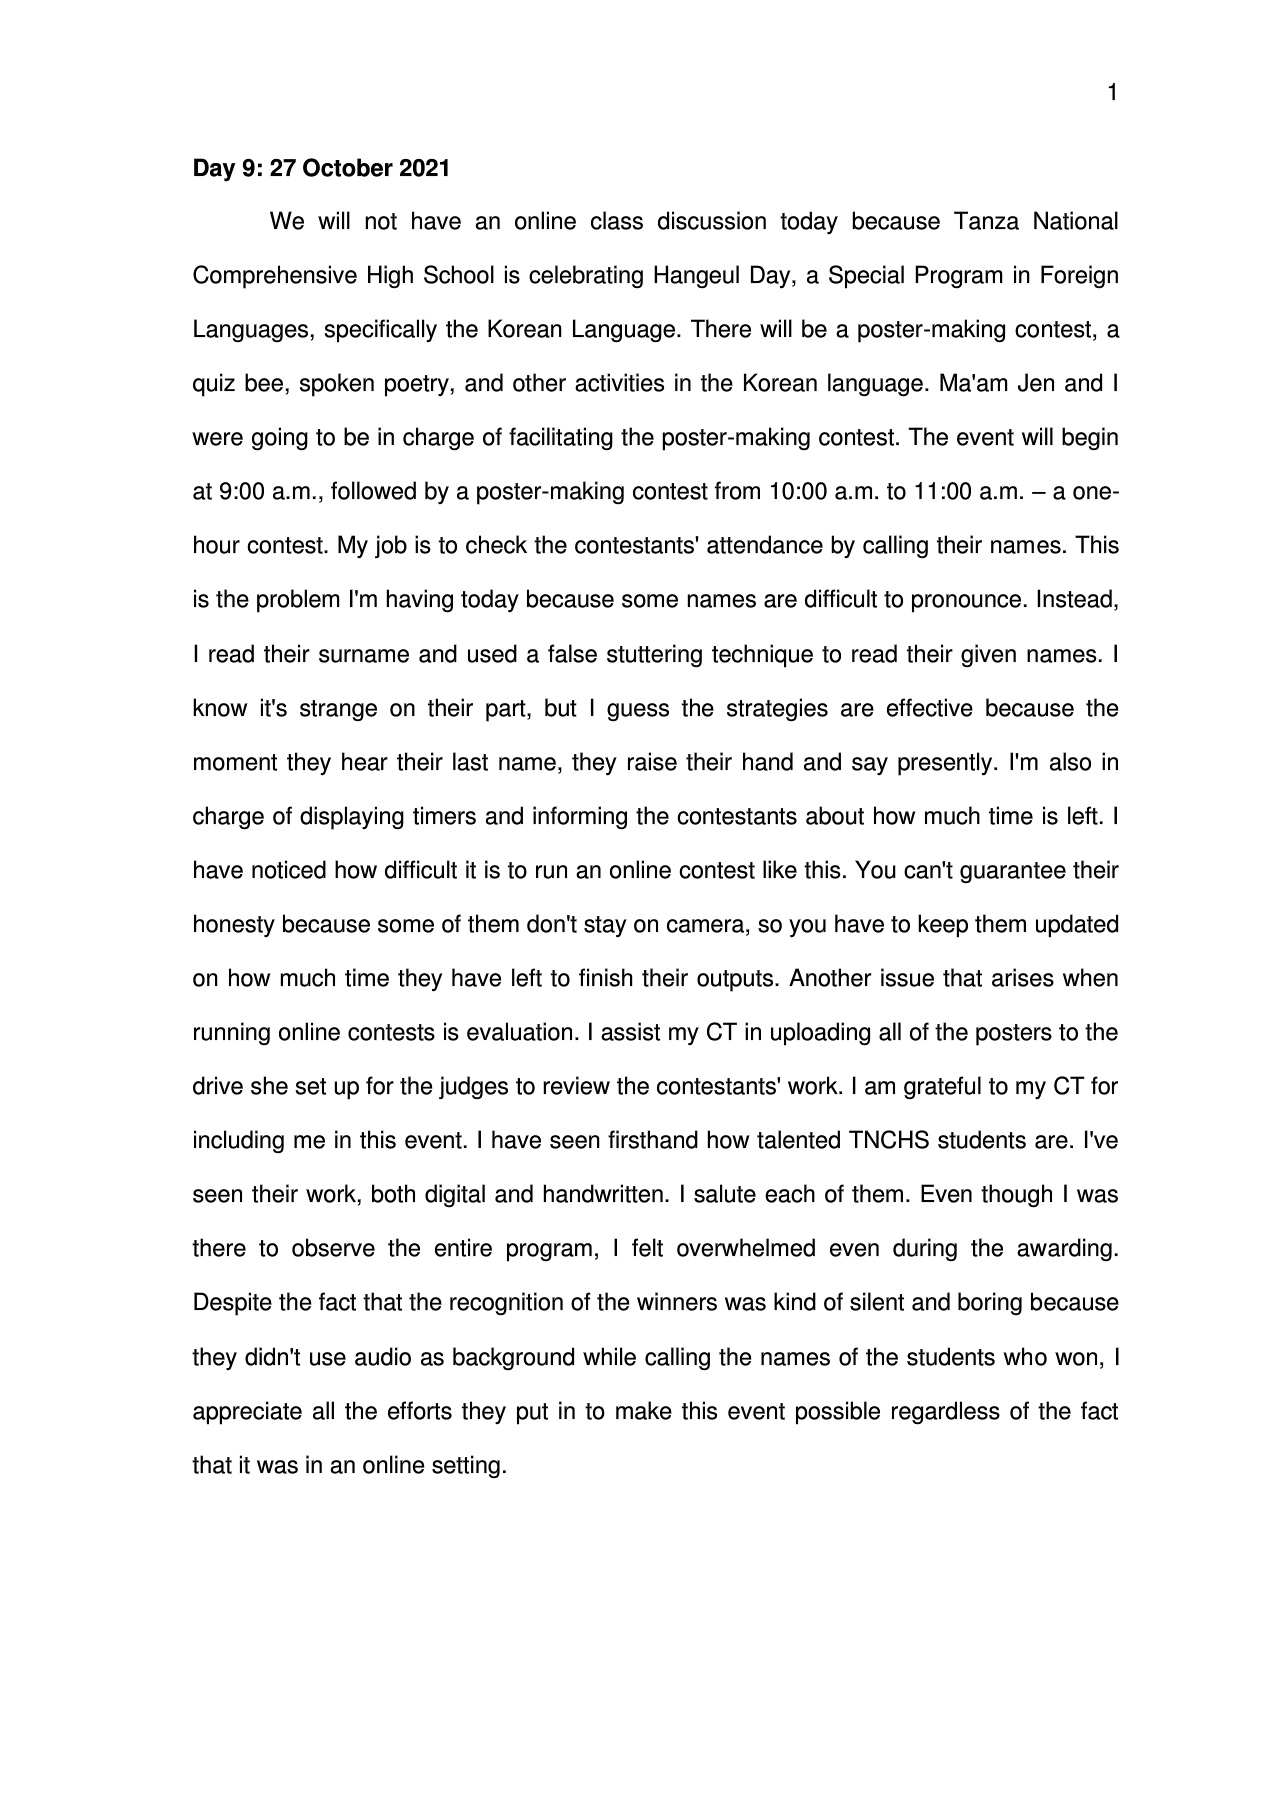 1
Day 9: 27 October 2021
We will not have an online class discussion today because Tanza National
Comprehensive High School is celebrating Hangeul Day, a Special Program in Foreign
Languages, specifically the Korean Language. There will be a poster-making contest, a
quiz bee, spoken poetry, and other activities in the Korean language. Ma'am Jen and I
were going to be in charge of facilitating the poster-making contest. The event will begin
at 9:00 a.m., followed by a poster-making contest from 10:00 a.m. to 11:00 a.m. – a one-
hour contest. My job is to check the contestants' attendance by calling their names. This
is the problem I'm having today because some names are difficult to pronounce. Instead,
I read their surname and used a false stuttering technique to read their given names. I
know it's strange on their part, but I guess the strategies are effective because the
moment they hear their last name, they raise their hand and say presently. I'm also in
charge of displaying timers and informing the contestants about how much time is left. I
have noticed how difficult it is to run an online contest like this. You can't guarantee their
honesty because some of them don't stay on camera, so you have to keep them updated
on how much time they have left to finish their outputs. Another issue that arises when
running online contests is evaluation. I assist my CT in uploading all of the posters to the
drive she set up for the judges to review the contestants' work. I am grateful to my CT for
including me in this event. I have seen firsthand how talented TNCHS students are. I've
seen their work, both digital and handwritten. I salute each of them. Even though I was
there to observe the entire program, I felt overwhelmed even during the awarding.
Despite the fact that the recognition of the winners was kind of silent and boring because
they didn't use audio as background while calling the names of the students who won, I
appreciate all the efforts they put in to make this event possible regardless of the fact
that it was in an online setting.